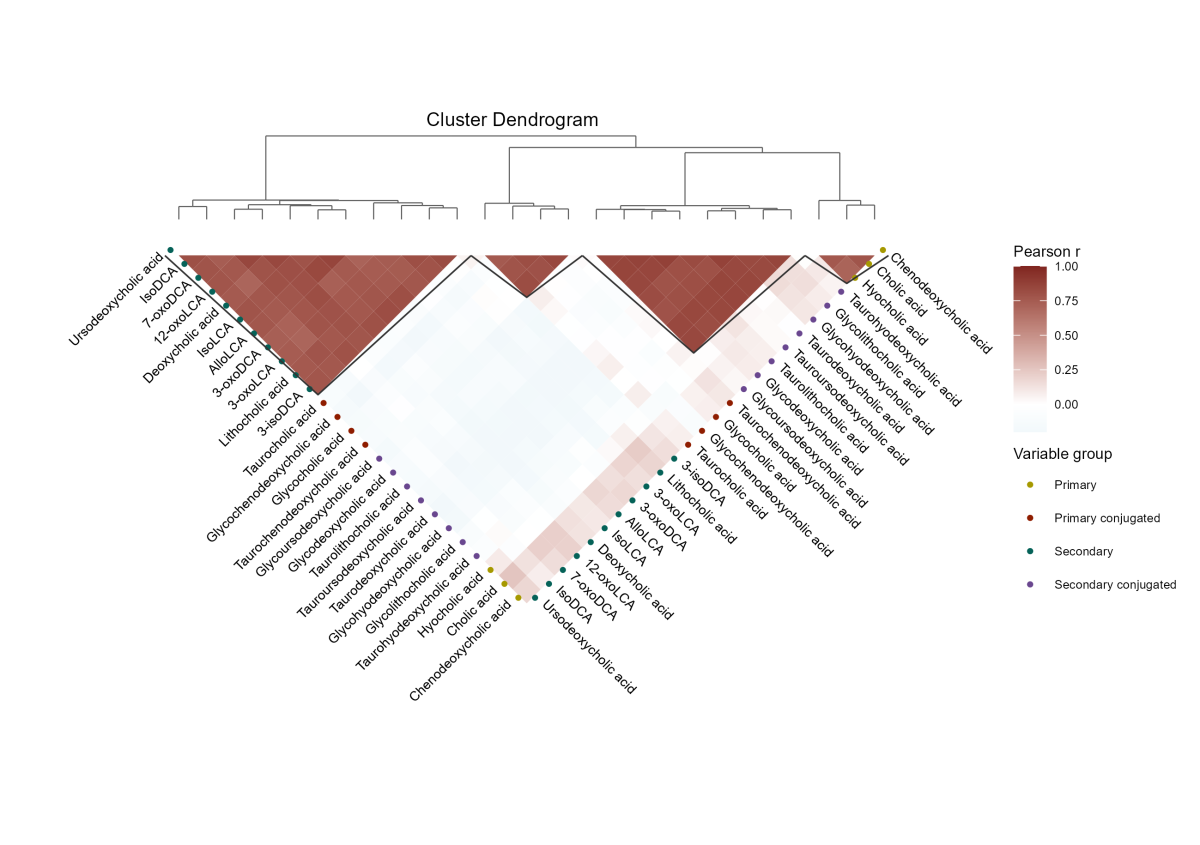 Cluster Dendrogram
Ursodeoxycholic acid
IsoDCA
7-oxoDCA
12-oxoLCA
Deoxycholic acid
IsoLCA
AlloLCA
3-oxoDCA
3-oxoLCA
Lithocholic acid
3-isoDCA
Taurocholic acid
Glycochenodeoxycholic acid
Glycocholic acid
Taurochenodeoxycholic acid
Glycoursodeoxycholic acid
Glycodeoxycholic acid
Taurolithocholic acid
Tauroursodeoxycholic acid
Taurodeoxycholic acid
Glycohyodeoxycholic acid
Glycolithocholic acid
Taurohyodeoxycholic acid
Hyocholic acid
Cholic acid
Chenodeoxycholic acid
Chenodeoxycholic acid
Cholic acid
Hyocholic acid
Taurohyodeoxycholic acid
Glycolithocholic acid
Glycohyodeoxycholic acid
Taurodeoxycholic acid
Tauroursodeoxycholic acid
Taurolithocholic acid
Glycodeoxycholic acid
Glycoursodeoxycholic acid
Taurochenodeoxycholic acid
Glycocholic acid
Glycochenodeoxycholic acid
Taurocholic acid
3-isoDCA
Lithocholic acid
3-oxoLCA
3-oxoDCA
AlloLCA
IsoLCA
Deoxycholic acid
12-oxoLCA
7-oxoDCA
IsoDCA
Ursodeoxycholic acid
Pearson r
1.00
0.75
0.50
0.25
0.00
Variable group
Primary
Primary conjugated
Secondary
Secondary conjugated